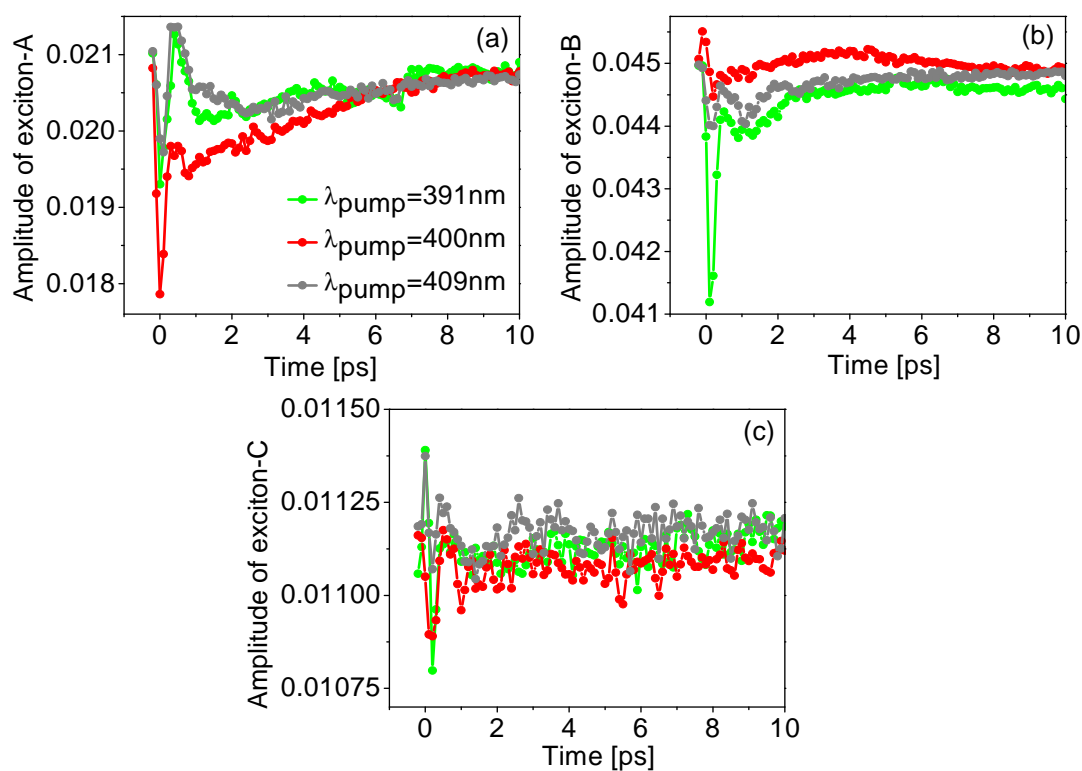 (a)
Amplitude of exciton-A
0.021
0.020
0.019
0.018
λpump=391nm
λpump=400nm
λpump=409nm
0 2 4 6 8 10
Time [ps]
(b)
Amplitude of exciton-B
0.045
0.044
0.043
0.042
0.041
0 2 4 6 8 10
Time [ps]
(c)
Amplitude of exciton-C
0.01150
0.01125
0.01100
0.01075
0 2 4 6 8 10
Time [ps]